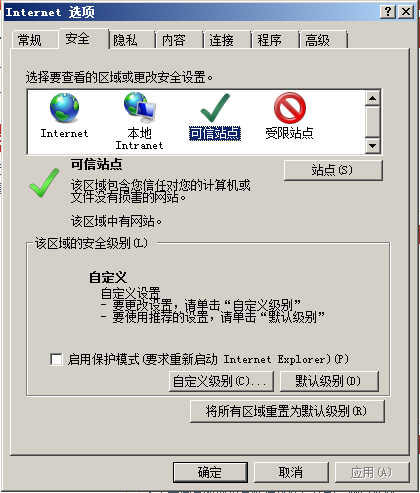 Internet 选项
常规 安全 隐私 内容 连接 程序 高级
选择要查看的区域或更改安全设置。
Internet 本地 Intranet 可信站点 受限站点
可信站点
站点(S)
该区域包含您信任对您的计算机或
文件没有损害的网站。
该区域中有网站。
该区域的安全级别(L)
自定义
自定义设置
- 要更改设置,请单击“自定义级别”
- 要使用推荐的设置,请单击“默认级别”
启用保护模式(要求重新启动 Internet Explorer)(P)
自定义级别(C)... 默认级别(D)
将所有区域重置为默认级别(R)
确定 取消 应用(A)